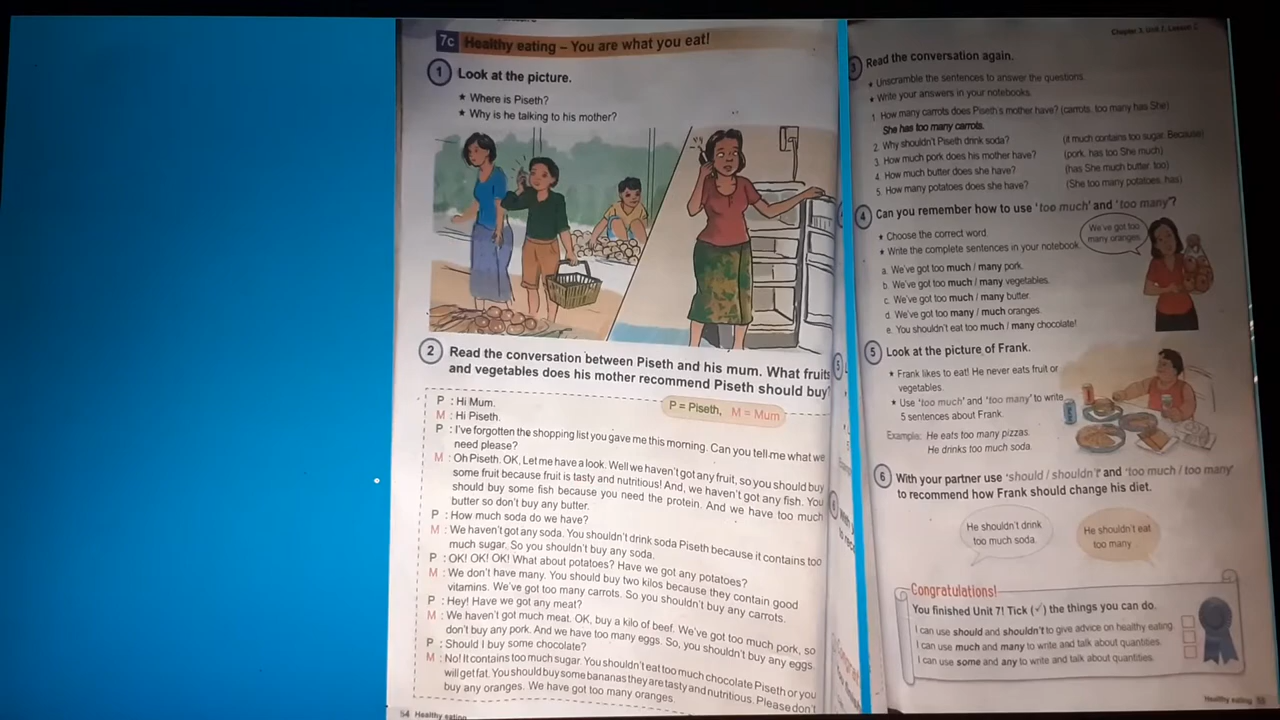 7c Healthy eating – You are what you eat!
1 Look at the picture.
★ Where is Piseth?
★ Why is he talking to his mother?
2 Read the conversation between Piseth and his mum. What fruits
and vegetables does his mother recommend Piseth should buy?
P = Piseth, M = Mum
P : Hi Mum.
M : Hi Piseth.
P : I've forgotten the shopping list you gave me this morning. Can you tell me what we
need please?
M : Oh Piseth. OK, Let me have a look. Well we haven't got any fruit, so you should buy
some fruit because fruit is tasty and nutritious! And, we haven't got any fish. You
should buy some fish because you need the protein. And we have too much
butter so don't buy any butter.
P : How much soda do we have?
M : We haven't got any soda. You shouldn't drink soda Piseth because it contains too
much sugar. So you shouldn't buy any soda.
P : OK! OK! OK! What about potatoes? Have we got any potatoes?
M : We don't have many. You should buy two kilos because they contain good
vitamins. We've got too many carrots. So you shouldn't buy any carrots.
P : Hey! Have we got any meat?
M : We haven't got much meat. OK, buy a kilo of beef. We've got too much pork, so
don't buy any pork. And we have too many eggs. So, you shouldn't buy any eggs.
P : Should I buy some chocolate?
M : No! It contains too much sugar. You shouldn't eat too much chocolate Piseth or you
will get fat. You should buy some bananas they are tasty and nutritious. Please don't
buy any oranges. We have got too many oranges.
54 Healthy eating
Chapter 3, Unit 7, Lesson C
3 Read the conversation again.
★ Unscramble the sentences to answer the questions.
★ Write your answers in your notebooks.
1. How many carrots does Piseth's mother have? (carrots, too many has She)
She has too many carrots.
2. Why shouldn't Piseth drink soda? (it much contains too sugar. Because)
3. How much pork does his mother have? (pork, has too She much)
4. How much butter does she have? (has She much butter, too)
5. How many potatoes does she have? (She too many potatoes, has)
4 Can you remember how to use 'too much' and 'too many'?
★ Choose the correct word.
★ Write the complete sentences in your notebook.
We've got too
many oranges.
a. We've got too much / many pork.
b. We've got too much / many vegetables.
c. We've got too much / many butter.
d. We've got too many / much oranges.
e. You shouldn't eat too much / many chocolate!
5 Look at the picture of Frank.
★ Frank likes to eat! He never eats fruit or
vegetables.
★ Use 'too much' and 'too many' to write
5 sentences about Frank.
Example: He eats too many pizzas.
He drinks too much soda.
6 With your partner use 'should / shouldn't' and 'too much / too many'
to recommend how Frank should change his diet.
He shouldn't drink
too much soda.
He shouldn't eat
too many
Congratulations!
You finished Unit 7! Tick (✓) the things you can do.
I can use should and shouldn't to give advice on healthy eating.
I can use much and many to write and talk about quantities.
I can use some and any to write and talk about quantities.
Healthy eating 55